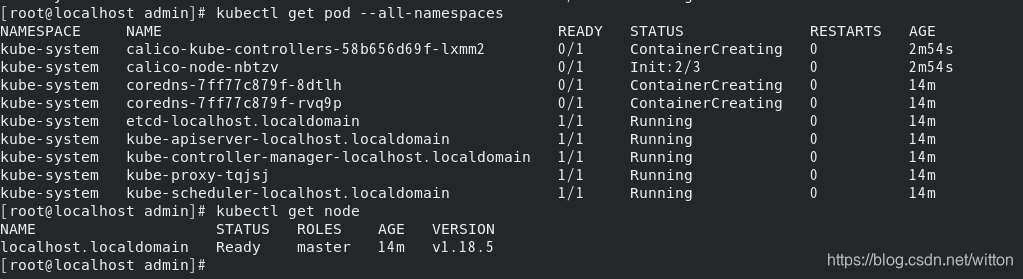 [root@localhost admin]# kubectl get pod --all-namespaces
NAMESPACE     NAME                                            READY   STATUS              RESTARTS   AGE
kube-system   calico-kube-controllers-58b656d69f-lxmm2        0/1     ContainerCreating   0          2m54s
kube-system   calico-node-nbtzv                               0/1     Init:2/3            0          2m54s
kube-system   coredns-7ff77c879f-8dtlh                        0/1     ContainerCreating   0          14m
kube-system   coredns-7ff77c879f-rvq9p                        0/1     ContainerCreating   0          14m
kube-system   etcd-localhost.localdomain                      1/1     Running             0          14m
kube-system   kube-apiserver-localhost.localdomain            1/1     Running             0          14m
kube-system   kube-controller-manager-localhost.localdomain   1/1     Running             0          14m
kube-system   kube-proxy-tqjsj                                1/1     Running             0          14m
kube-system   kube-scheduler-localhost.localdomain            1/1     Running             0          14m
[root@localhost admin]# kubectl get node
NAME                    STATUS   ROLES    AGE   VERSION
localhost.localdomain   Ready    master   14m   v1.18.5
[root@localhost admin]#
https://blog.csdn.net/witton